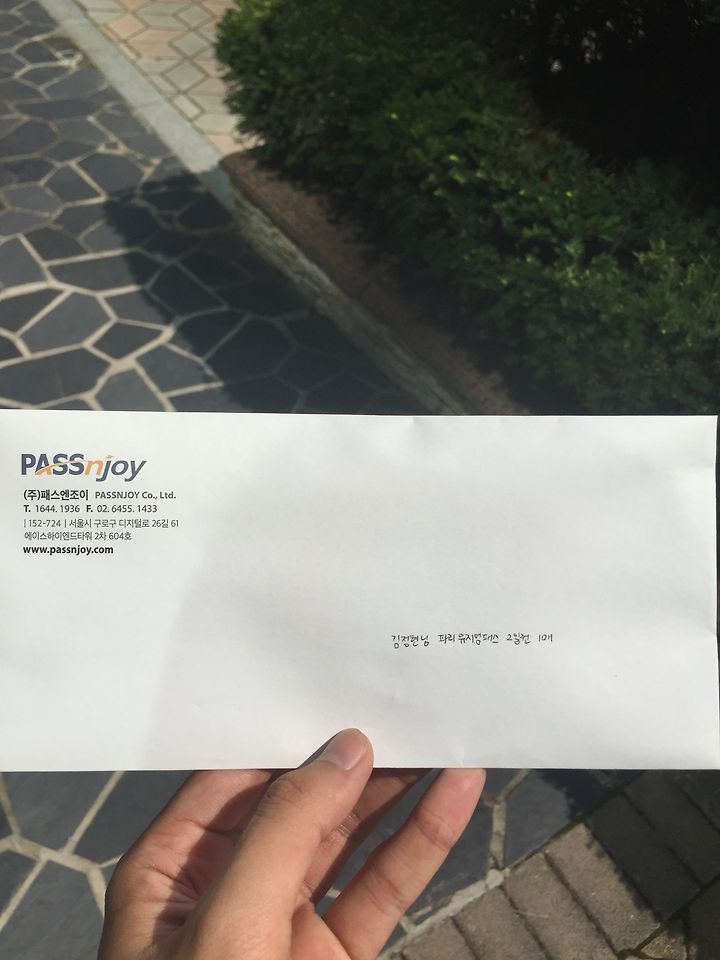 PASSnjoy
(주)패스엔조이 PASSNJOY Co., Ltd.
T. 1644. 1936 F. 02. 6455. 1433
| 152-724 | 서울시 구로구 디지털로 26길 61
에이스하이엔드타워 2차 604호
www.passnjoy.com
김정현님 파리뮤지엄패스 2일권 1매